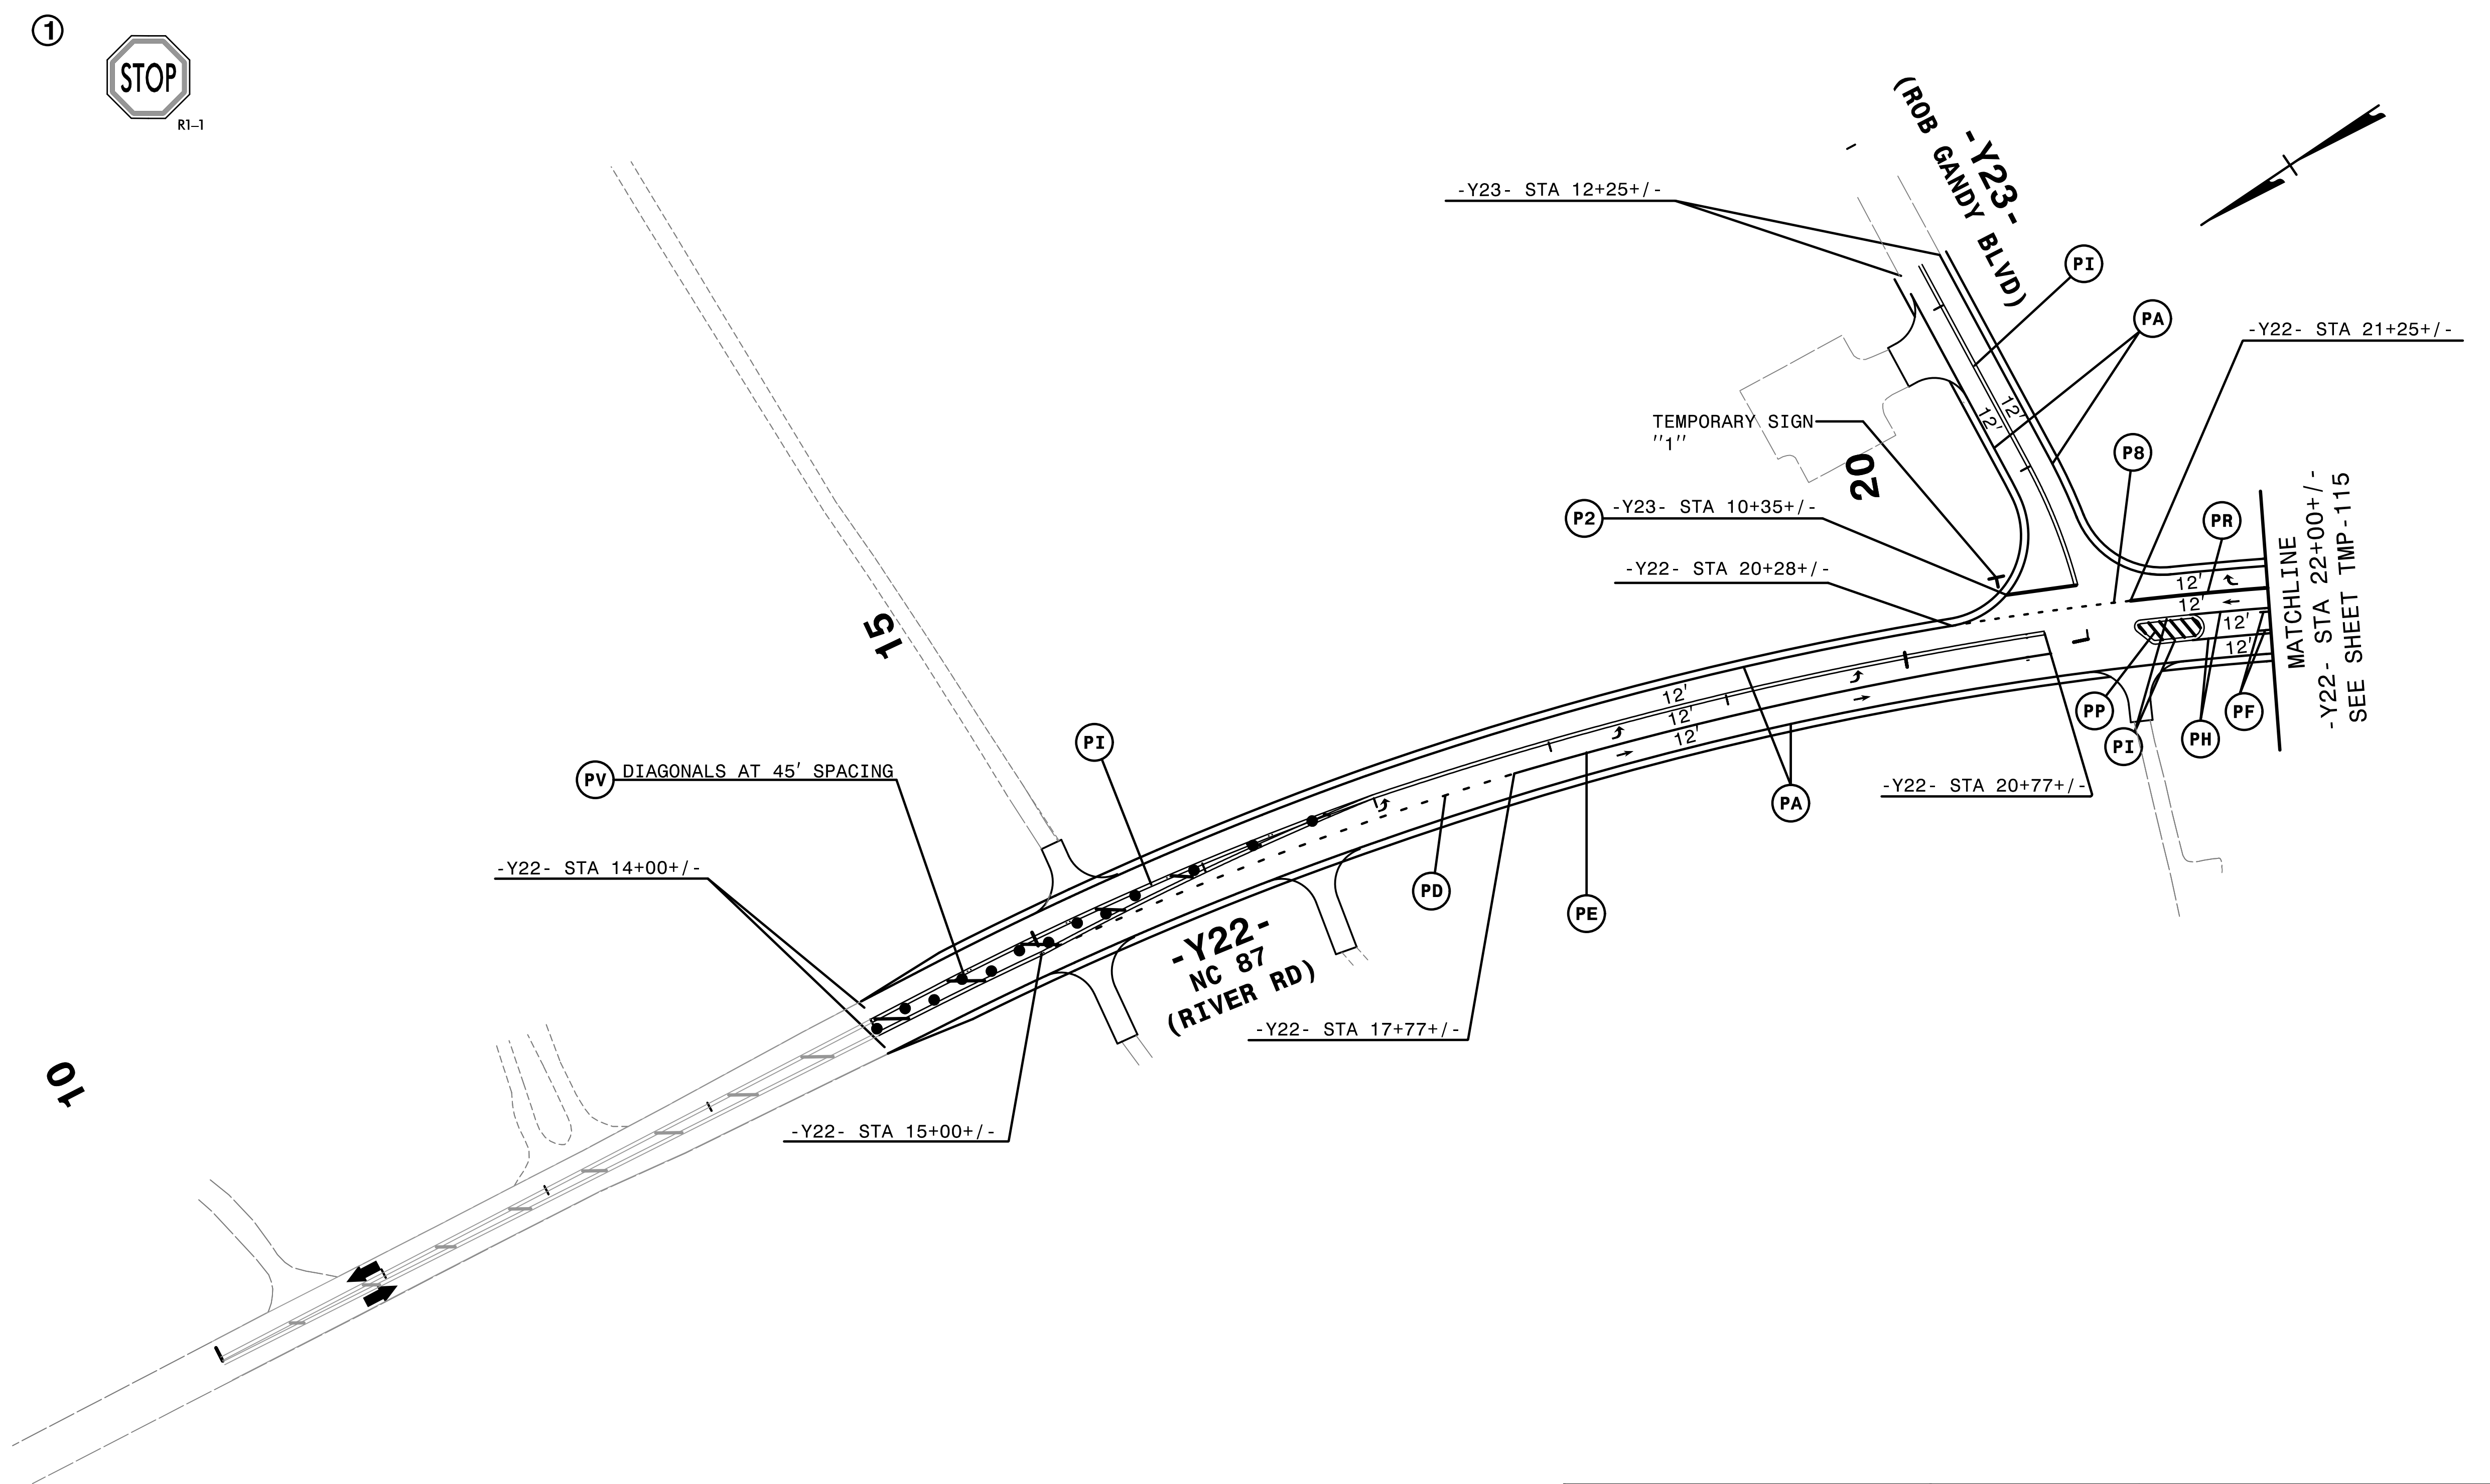 1
STOP
R1-1
(ROB GANDY BLVD)
-Y23-
-Y23- STA 12+25+/-
PI
PA
-Y22- STA 21+25+/-
12'
12'
TEMPORARY SIGN
''1''
20
P8
P2
-Y23- STA 10+35+/-
PR
MATCHLINE
-Y22- STA 22+00+/-
SEE SHEET TMP-115
-Y22- STA 20+28+/-
12'
12'
12'
12'
15
12'
12'
12'
PP
PI
PH
PF
PI
PV
DIAGONALS AT 45' SPACING
-Y22- STA 20+77+/-
PA
-Y22- STA 14+00+/-
PD
PE
-Y22-
NC 87
(RIVER RD)
-Y22- STA 17+77+/-
10
-Y22- STA 15+00+/-